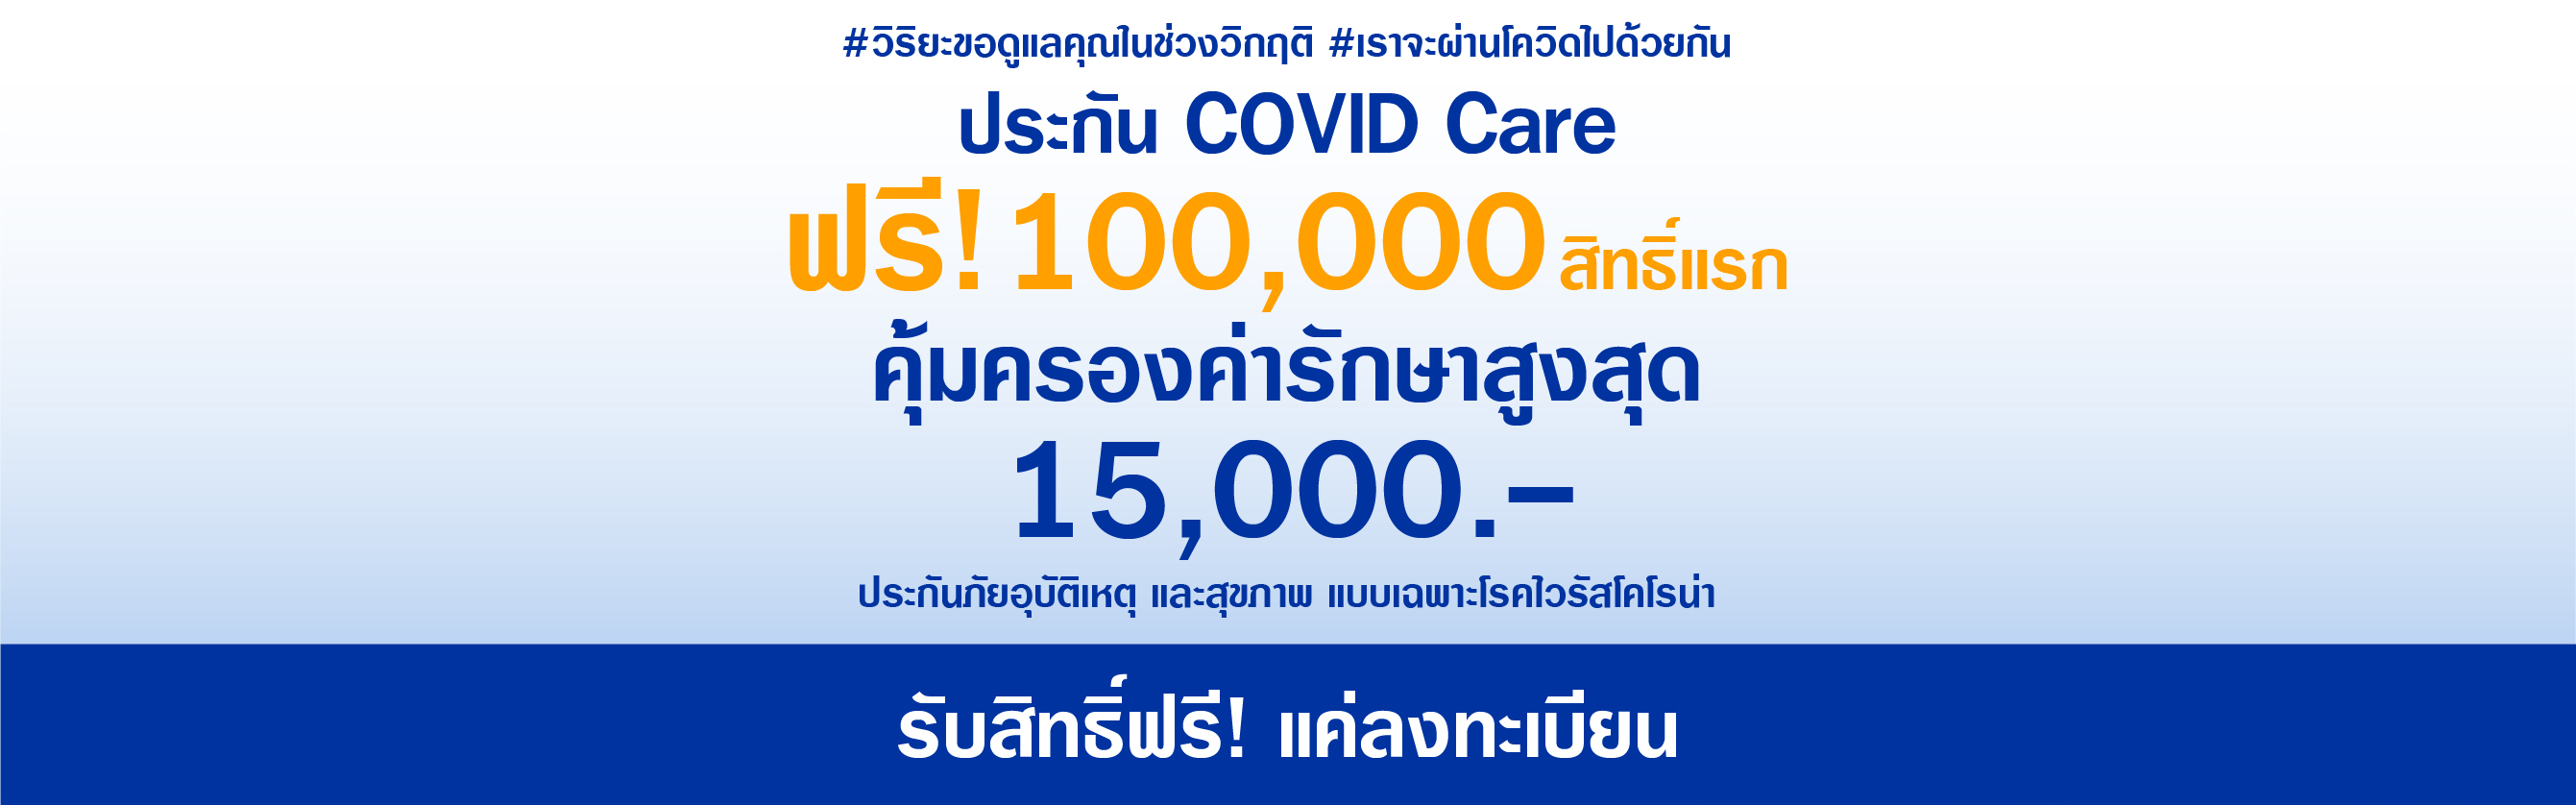 #วิริยะขอดูแลคุณในช่วงวิกฤติ #เราจะผ่านโควิดไปด้วยกัน
ประกัน COVID Care
ฟรี! 100,000 สิทธิ์แรก
คุ้มครองค่ารักษาสูงสุด
15,000.–
ประกันภัยอุบัติเหตุ และสุขภาพ แบบเฉพาะโรคไวรัสโคโรน่า
รับสิทธิ์ฟรี! แค่ลงทะเบียน